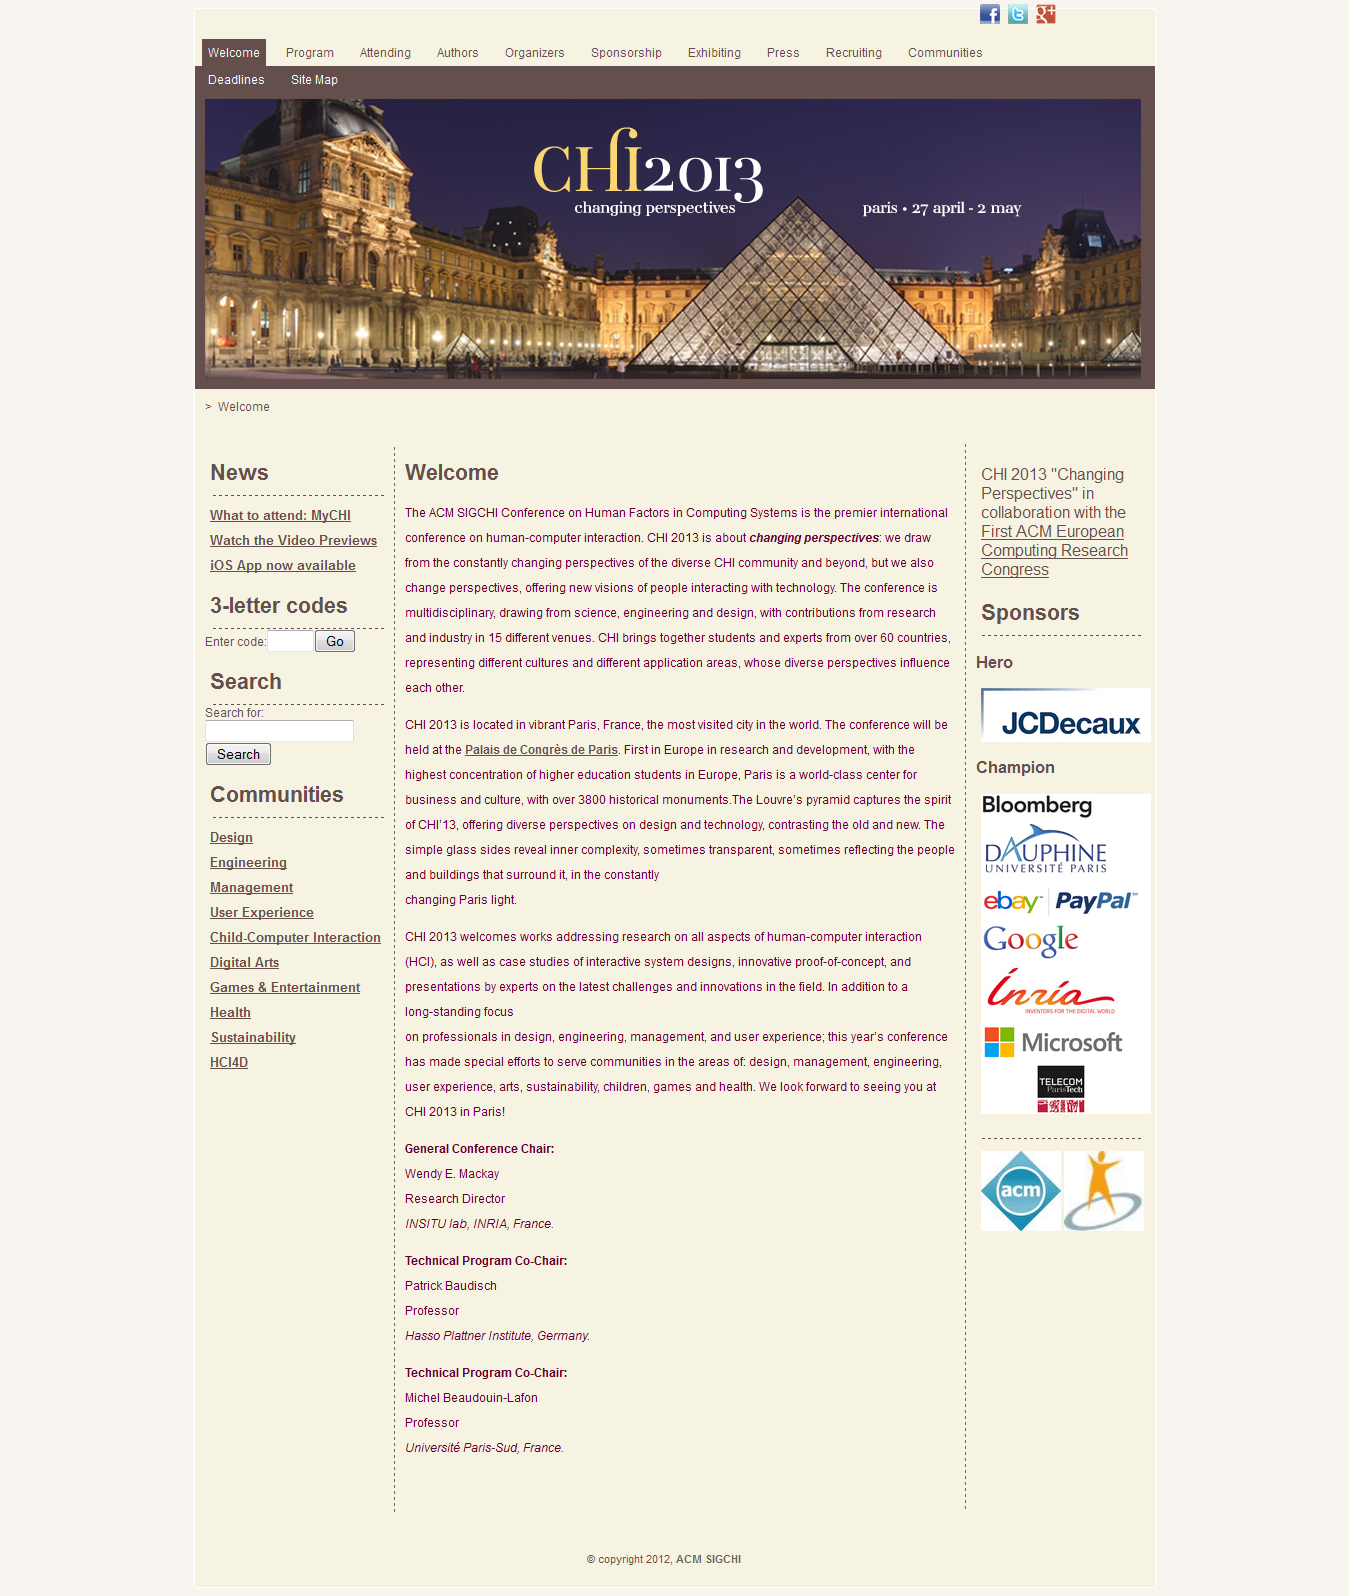 Welcome Program Attending Authors Organizers Sponsorship Exhibiting Press Recruiting Communities
Deadlines Site Map
CHI2013
changing perspectives
paris • 27 april - 2 may
> Welcome
News
What to attend: MyCHI
Watch the Video Previews
iOS App now available
3-letter codes
Enter code: Go
Search
Search for:
Search
Communities
Design
Engineering
Management
User Experience
Child-Computer Interaction
Digital Arts
Games & Entertainment
Health
Sustainability
HCI4D
Welcome
The ACM SIGCHI Conference on Human Factors in Computing Systems is the premier international
conference on human-computer interaction. CHI 2013 is about changing perspectives: we draw
from the constantly changing perspectives of the diverse CHI community and beyond, but we also
change perspectives, offering new visions of people interacting with technology. The conference is
multidisciplinary, drawing from science, engineering and design, with contributions from research
and industry in 15 different venues. CHI brings together students and experts from over 60 countries,
representing different cultures and different application areas, whose diverse perspectives influence
each other.
CHI 2013 is located in vibrant Paris, France, the most visited city in the world. The conference will be
held at the Palais de Congrès de Paris. First in Europe in research and development, with the
highest concentration of higher education students in Europe, Paris is a world-class center for
business and culture, with over 3800 historical monuments.The Louvre's pyramid captures the spirit
of CHI'13, offering diverse perspectives on design and technology, contrasting the old and new. The
simple glass sides reveal inner complexity, sometimes transparent, sometimes reflecting the people
and buildings that surround it, in the constantly
changing Paris light.
CHI 2013 welcomes works addressing research on all aspects of human-computer interaction
(HCI), as well as case studies of interactive system designs, innovative proof-of-concept, and
presentations by experts on the latest challenges and innovations in the field. In addition to a
long-standing focus
on professionals in design, engineering, management, and user experience; this year's conference
has made special efforts to serve communities in the areas of: design, management, engineering,
user experience, arts, sustainability, children, games and health. We look forward to seeing you at
CHI 2013 in Paris!
General Conference Chair:
Wendy E. Mackay
Research Director
INSITU lab, INRIA, France.
Technical Program Co-Chair:
Patrick Baudisch
Professor
Hasso Plattner Institute, Germany.
Technical Program Co-Chair:
Michel Beaudouin-Lafon
Professor
Université Paris-Sud, France.
CHI 2013 "Changing
Perspectives" in
collaboration with the
First ACM European
Computing Research
Congress
Sponsors
Hero
JCDecaux
Champion
Bloomberg
DAUPHINE
UNIVERSITÉ PARIS
ebay PayPal
Google
Inria
INVENTORS FOR THE DIGITAL WORLD
Microsoft
TELECOM
ParisTech
acm
© copyright 2012, ACM SIGCHI